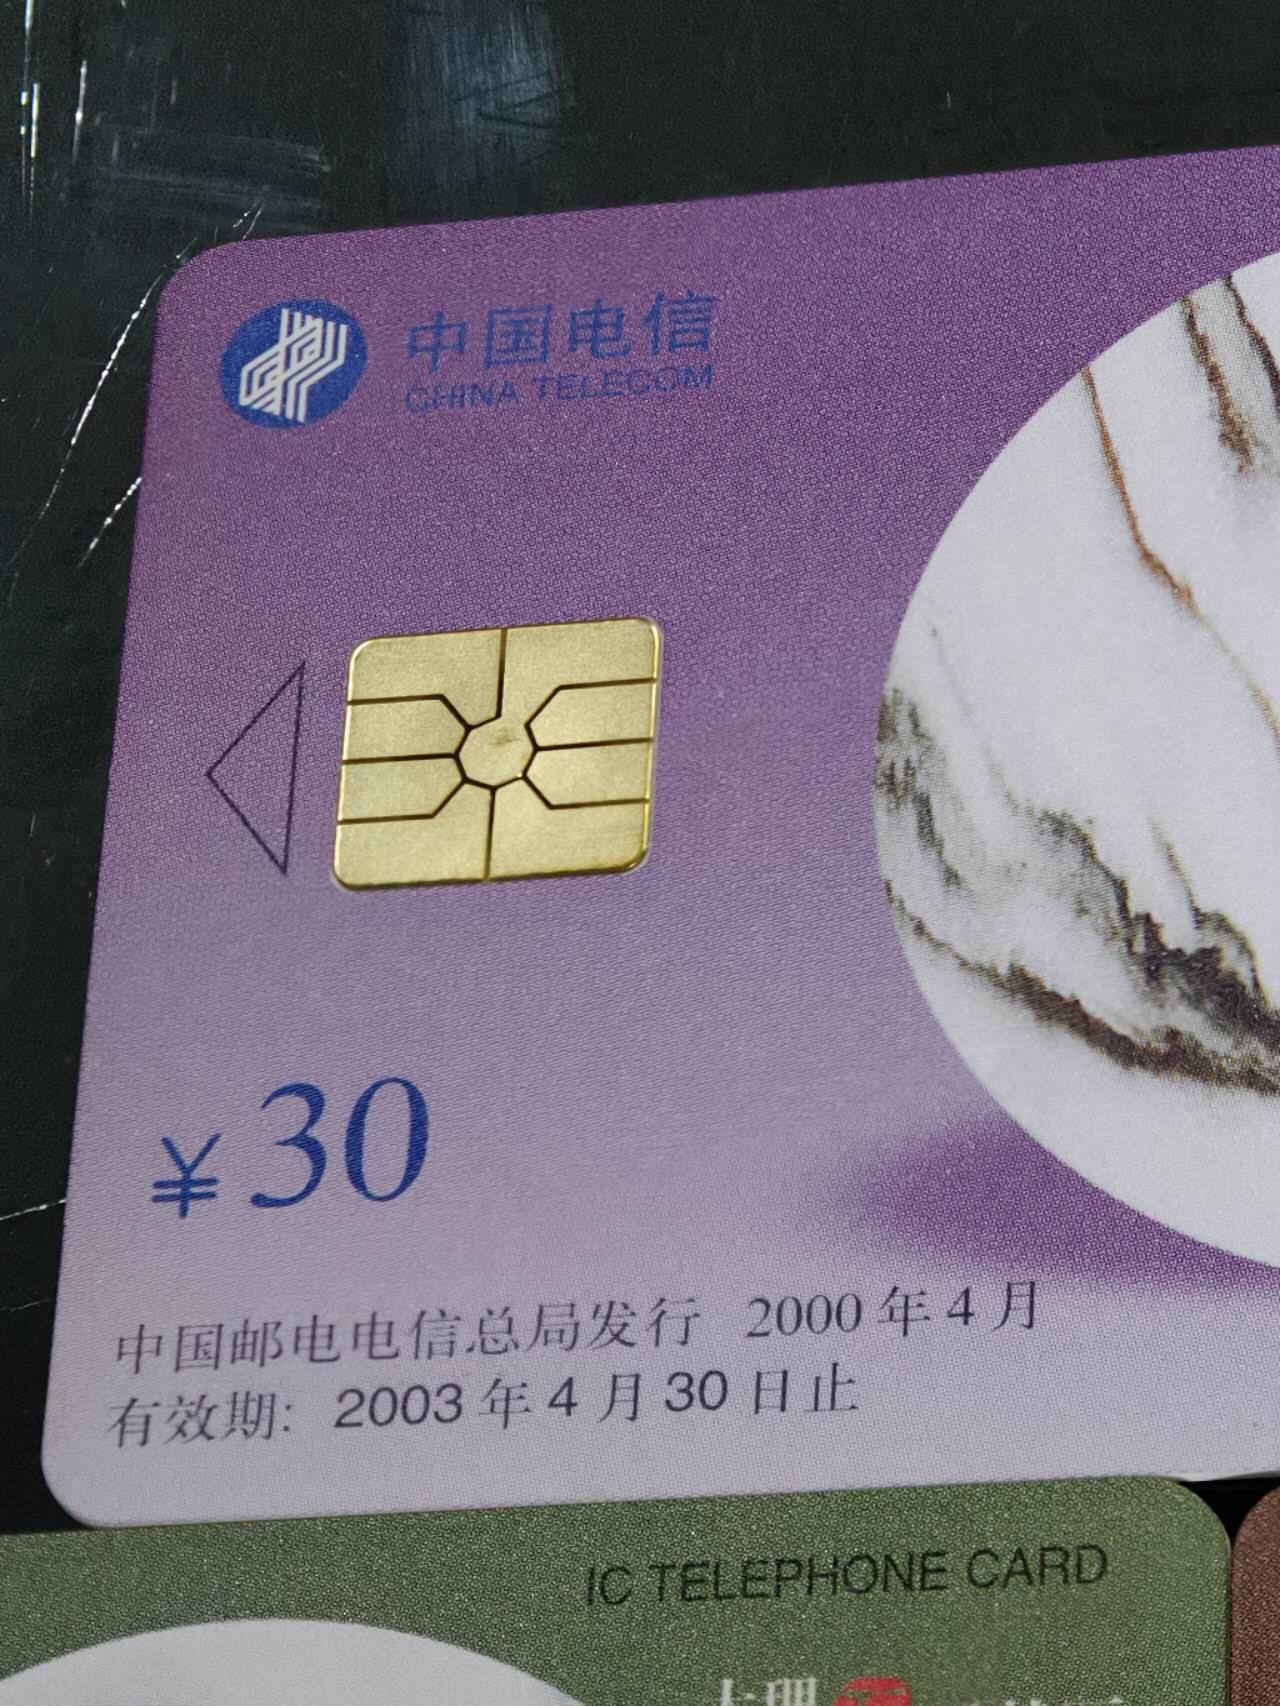 中国电信
CHINA TELECOM
¥30
中国邮电电信总局发行 2000年4月
有效期: 2003年4月30日止
IC TELEPHONE CARD
大理